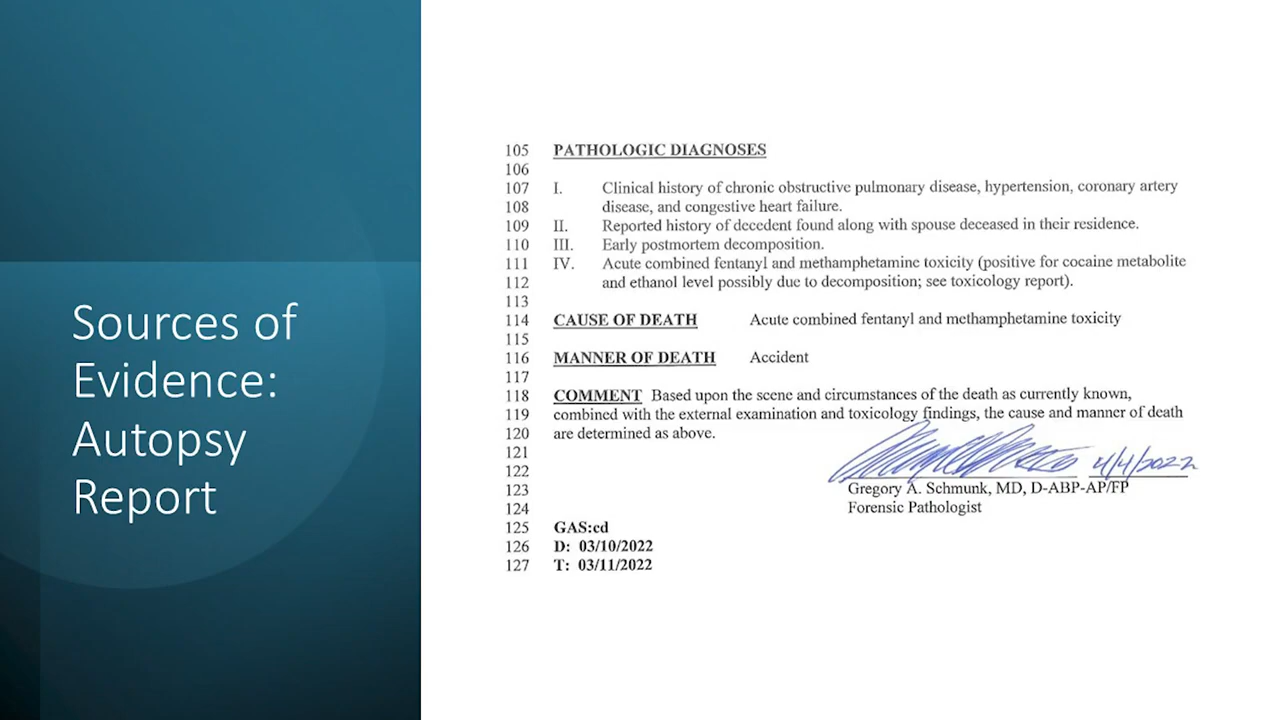 Sources of
Evidence:
Autopsy
Report
105 PATHOLOGIC DIAGNOSES
106
107 I. Clinical history of chronic obstructive pulmonary disease, hypertension, coronary artery
108 disease, and congestive heart failure.
109 II. Reported history of decedent found along with spouse deceased in their residence.
110 III. Early postmortem decomposition.
111 IV. Acute combined fentanyl and methamphetamine toxicity (positive for cocaine metabolite
112 and ethanol level possibly due to decomposition; see toxicology report).
113
114 CAUSE OF DEATH Acute combined fentanyl and methamphetamine toxicity
115
116 MANNER OF DEATH Accident
117
118 COMMENT Based upon the scene and circumstances of the death as currently known,
119 combined with the external examination and toxicology findings, the cause and manner of death
120 are determined as above.
121
122 4/4/2022
123 Gregory A. Schmunk, MD, D-ABP-AP/FP
124 Forensic Pathologist
125 GAS:cd
126 D: 03/10/2022
127 T: 03/11/2022